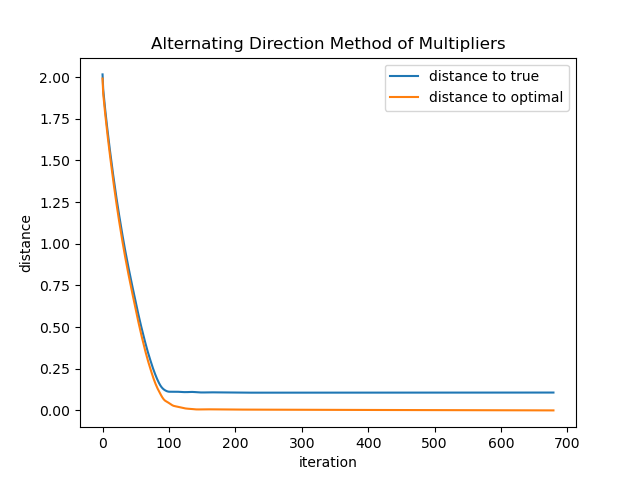 Alternating Direction Method of Multipliers
distance to true
distance to optimal
2.00
1.75
1.50
1.25
1.00
0.75
0.50
0.25
0.00
distance
0 100 200 300 400 500 600 700
iteration